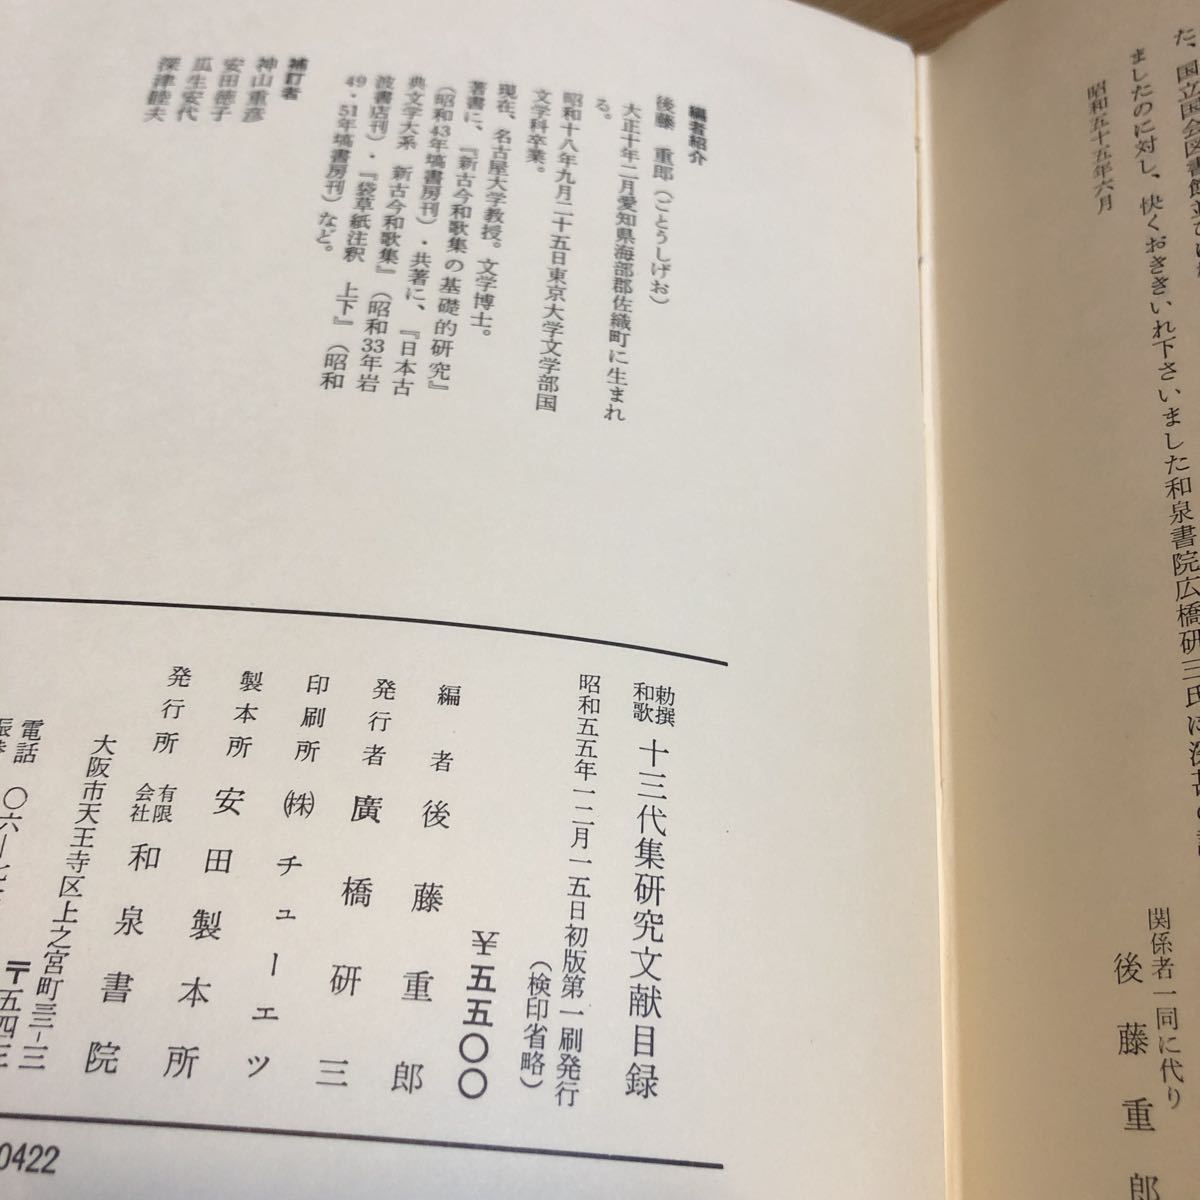 た、国立国会図書館並びに
ましたのに対し、快くおききいれ下さいました和泉書院広橋研三氏に深甚の
昭和五十五年六月
関係者一同に代り
後藤重郎
編者紹介
後藤　重郎（ごとうしげお）
大正十年二月愛知県海部郡佐織町に生まれ
る。
昭和十八年九月二十五日東京大学文学部国
文学科卒業。
現在、名古屋大学教授。文学博士。
著書に、『新古今和歌集の基礎的研究』
（昭和43年塙書房刊）・共著に、『日本古
典文学大系　新古今和歌集』（昭和33年岩
波書店刊）・『袋草紙注釈　上下』（昭和
49・51年塙書房刊）など。
補訂者
神山重彦
安田徳子
瓜生安代
深津睦夫
勅撰和歌 十三代集研究文献目録
昭和五五年一二月一五日初版第一刷発行
（検印省略）
￥五五〇〇
編者 後藤重郎
発行者 廣橋研三
印刷所 ㈱チューエツ
製本所 安田製本所
発行所 有限会社 和泉書院
大阪市天王寺区上之宮町三-三
〒五四三
電話 〇六―七
0422